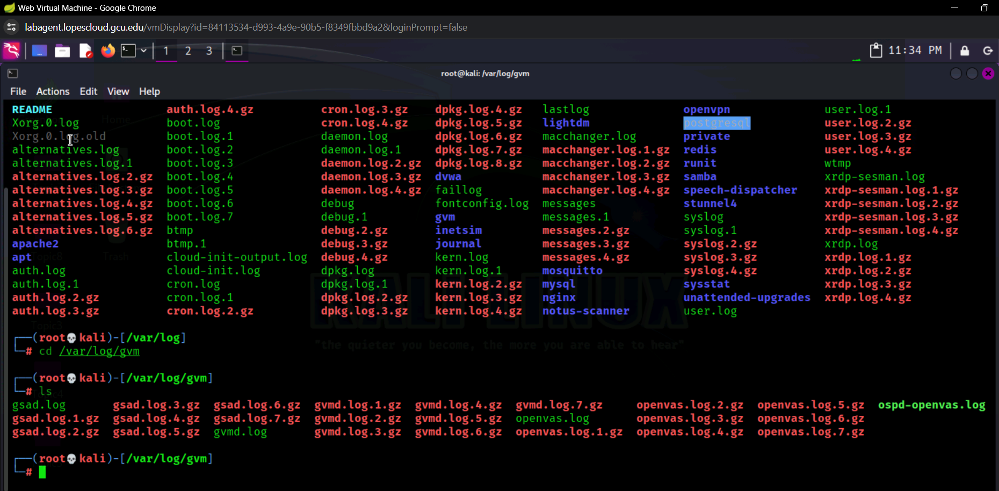 Web Virtual Machine - Google Chrome
labagent.lopescloud.gcu.edu/vmDisplay?id=84113534-d993-4a9e-90b5-f8349fbbd9a2&loginPrompt=false
1 2 3 11:34 PM
root@kali: /var/log/gvm
File Actions Edit View Help
README auth.log.4.gz cron.log.3.gz dpkg.log.4.gz lastlog openvpn user.log.1
Xorg.0.log boot.log cron.log.4.gz dpkg.log.5.gz lightdm postgresql user.log.2.gz
Xorg.0.log.old boot.log.1 daemon.log dpkg.log.6.gz macchanger.log private user.log.3.gz
alternatives.log boot.log.2 daemon.log.1 dpkg.log.7.gz macchanger.log.1.gz redis user.log.4.gz
alternatives.log.1 boot.log.3 daemon.log.2.gz dpkg.log.8.gz macchanger.log.2.gz runit wtmp
alternatives.log.2.gz boot.log.4 daemon.log.3.gz dvwa macchanger.log.3.gz samba xrdp-sesman.log
alternatives.log.3.gz boot.log.5 daemon.log.4.gz faillog macchanger.log.4.gz speech-dispatcher xrdp-sesman.log.1.gz
alternatives.log.4.gz boot.log.6 debug fontconfig.log messages stunnel4 xrdp-sesman.log.2.gz
alternatives.log.5.gz boot.log.7 debug.1 gvm messages.1 syslog xrdp-sesman.log.3.gz
alternatives.log.6.gz btmp debug.2.gz inetsim messages.2.gz syslog.1 xrdp-sesman.log.4.gz
apache2 btmp.1 debug.3.gz journal messages.3.gz syslog.2.gz xrdp.log
apt cloud-init-output.log debug.4.gz kern.log messages.4.gz syslog.3.gz xrdp.log.1.gz
auth.log cloud-init.log dpkg.log kern.log.1 mosquitto syslog.4.gz xrdp.log.2.gz
auth.log.1 cron.log dpkg.log.1 kern.log.2.gz mysql sysstat xrdp.log.3.gz
auth.log.2.gz cron.log.1 dpkg.log.2.gz kern.log.3.gz nginx unattended-upgrades xrdp.log.4.gz
auth.log.3.gz cron.log.2.gz dpkg.log.3.gz kern.log.4.gz notus-scanner user.log
Home
Trash
Topic3
KALI LINUX
"the quieter you become, the more you are able to hear"
(root💀kali)-[/var/log]
# cd /var/log/gvm
(root💀kali)-[/var/log/gvm]
# ls
gsad.log gsad.log.3.gz gsad.log.6.gz gvmd.log.1.gz gvmd.log.4.gz gvmd.log.7.gz openvas.log.2.gz openvas.log.5.gz ospd-openvas.log
gsad.log.1.gz gsad.log.4.gz gsad.log.7.gz gvmd.log.2.gz gvmd.log.5.gz openvas.log openvas.log.3.gz openvas.log.6.gz
gsad.log.2.gz gsad.log.5.gz gvmd.log gvmd.log.3.gz gvmd.log.6.gz openvas.log.1.gz openvas.log.4.gz openvas.log.7.gz
(root💀kali)-[/var/log/gvm]
#